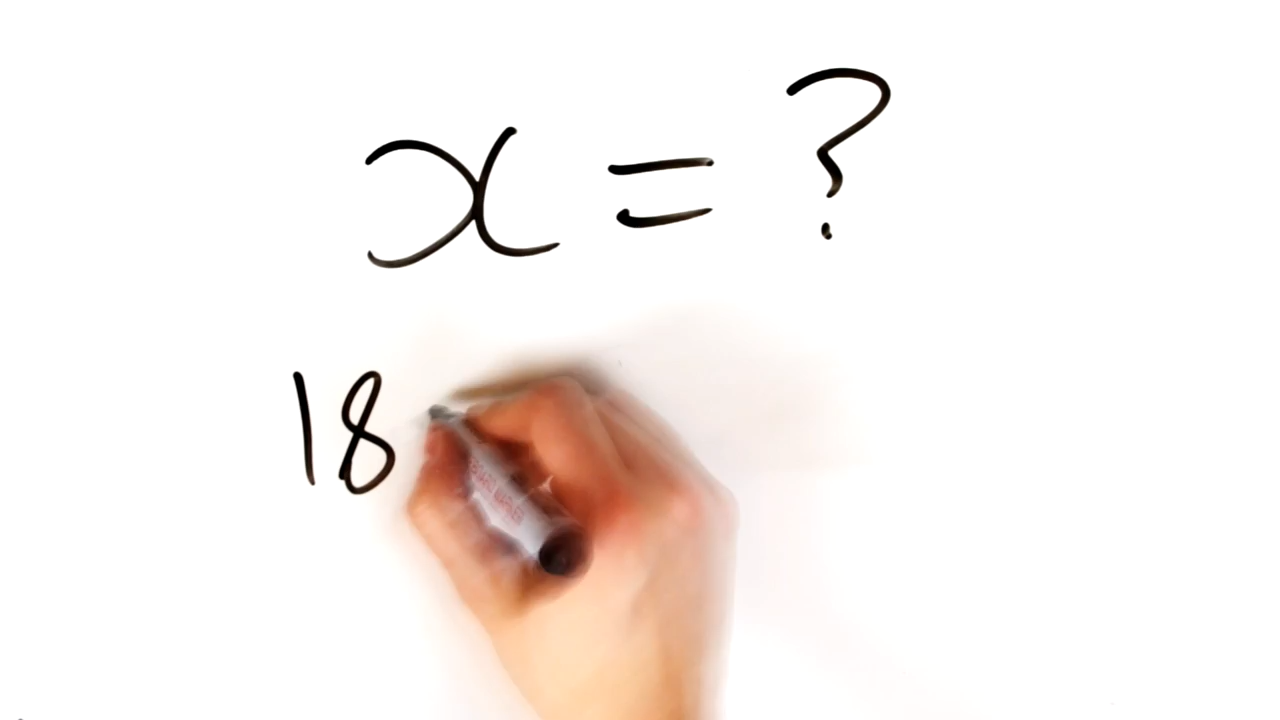 x = ?
18